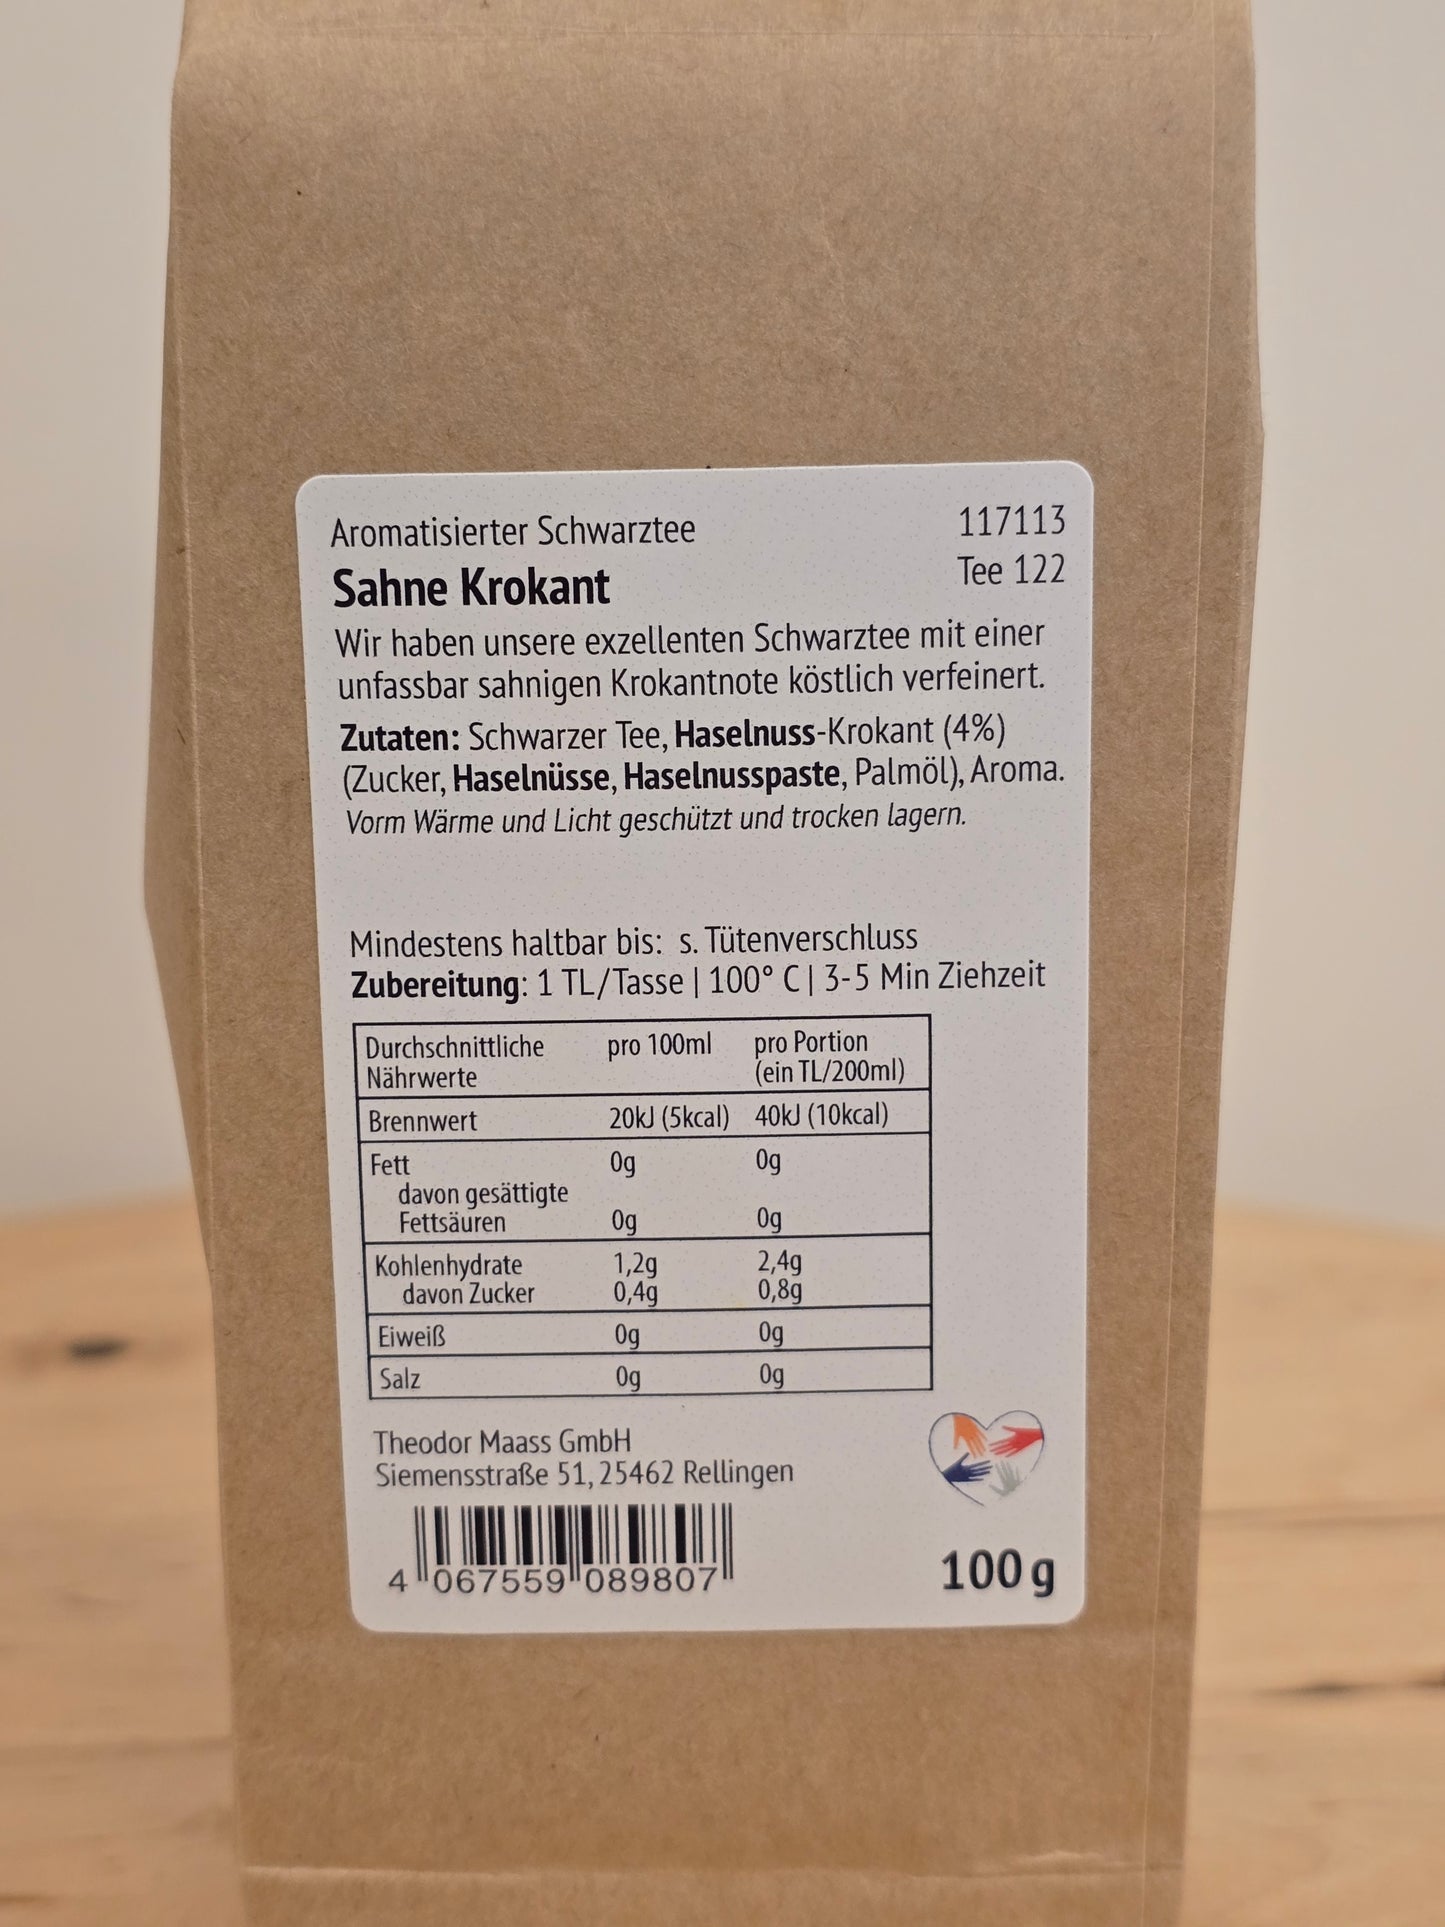 Aromatisierter Schwarztee 117113
Sahne Krokant Tee 122
Wir haben unsere exzellenten Schwarztee mit einer
unfassbar sahnigen Krokantnote köstlich verfeinert.
Zutaten: Schwarzer Tee, Haselnuss-Krokant (4%)
(Zucker, Haselnüsse, Haselnusspaste, Palmöl), Aroma.
Vorm Wärme und Licht geschützt und trocken lagern.
Mindestens haltbar bis: s. Tütenverschluss
Zubereitung: 1 TL/Tasse | 100° C | 3-5 Min Ziehzeit
Durchschnittliche pro 100ml pro Portion
Nährwerte (ein TL/200ml)
Brennwert 20kJ (5kcal) 40kJ (10kcal)
Fett 0g 0g
davon gesättigte
Fettsäuren 0g 0g
Kohlenhydrate 1,2g 2,4g
davon Zucker 0,4g 0,8g
Eiweiß 0g 0g
Salz 0g 0g
Theodor Maass GmbH
Siemensstraße 51, 25462 Rellingen
4 067559 089807
100 g